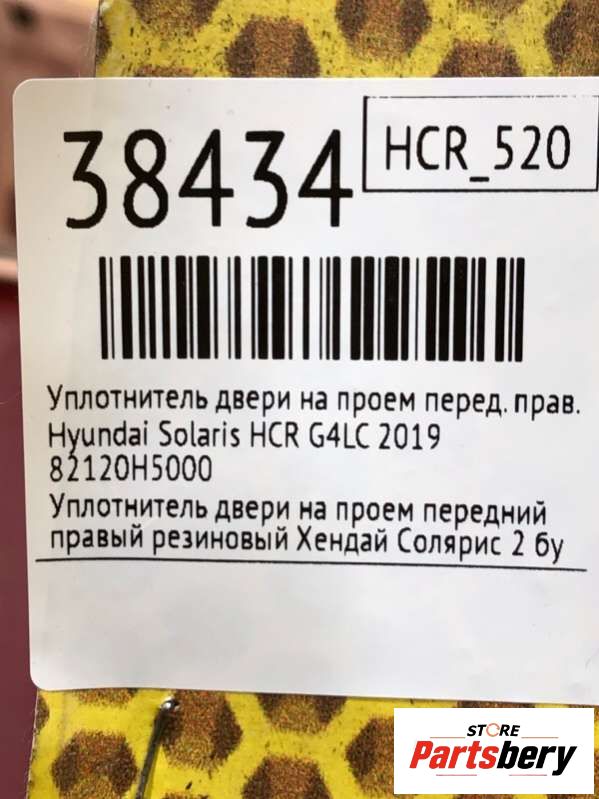 38434
HCR_520
Уплотнитель двери на проем перед. прав.
Hyundai Solaris HCR G4LC 2019
82120H5000
Уплотнитель двери на проем передний
правый резиновый Хендай Солярис 2 бу
STORE
Partsbery